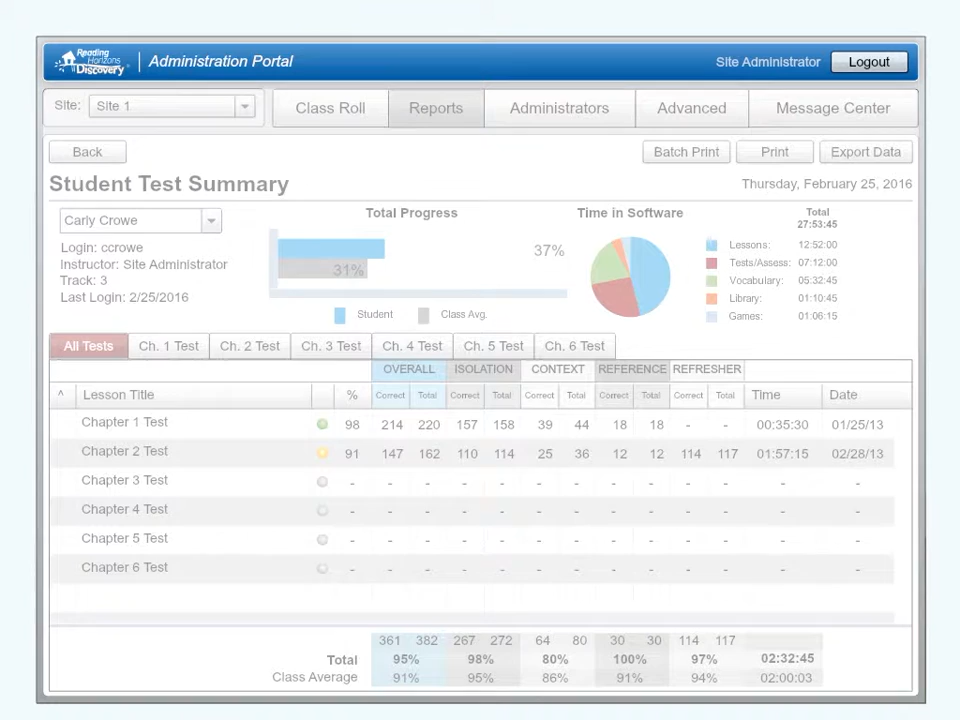 Reading Horizons Discovery Administration Portal Site Administrator Logout
Site: Site 1 Class Roll Reports Administrators Advanced Message Center
Back Batch Print Print Export Data
Student Test Summary Thursday, February 25, 2016
Carly Crowe Total Progress Time in Software Total
27:53:45
Login: ccrowe 37% Lessons: 12:52:00
Instructor: Site Administrator 31% Tests/Assess: 07:12:00
Track: 3 Vocabulary: 05:32:45
Last Login: 2/25/2016 Library: 01:10:45
Student Class Avg. Games: 01:06:15
All Tests Ch. 1 Test Ch. 2 Test Ch. 3 Test Ch. 4 Test Ch. 5 Test Ch. 6 Test
OVERALL ISOLATION CONTEXT REFERENCE REFRESHER
^ Lesson Title % Correct Total Correct Total Correct Total Correct Total Correct Total Time Date
Chapter 1 Test 98 214 220 157 158 39 44 18 18 - - 00:35:30 01/25/13
Chapter 2 Test 91 147 162 110 114 25 36 12 12 114 117 01:57:15 02/28/13
Chapter 3 Test - - - - - - - - - - - - -
Chapter 4 Test - - - - - - - - - - - - -
Chapter 5 Test - - - - - - - - - - - - -
Chapter 6 Test - - - - - - - - - - - - -
361 382 267 272 64 80 30 30 114 117
Total 95% 98% 80% 100% 97% 02:32:45
Class Average 91% 95% 86% 91% 94% 02:00:03